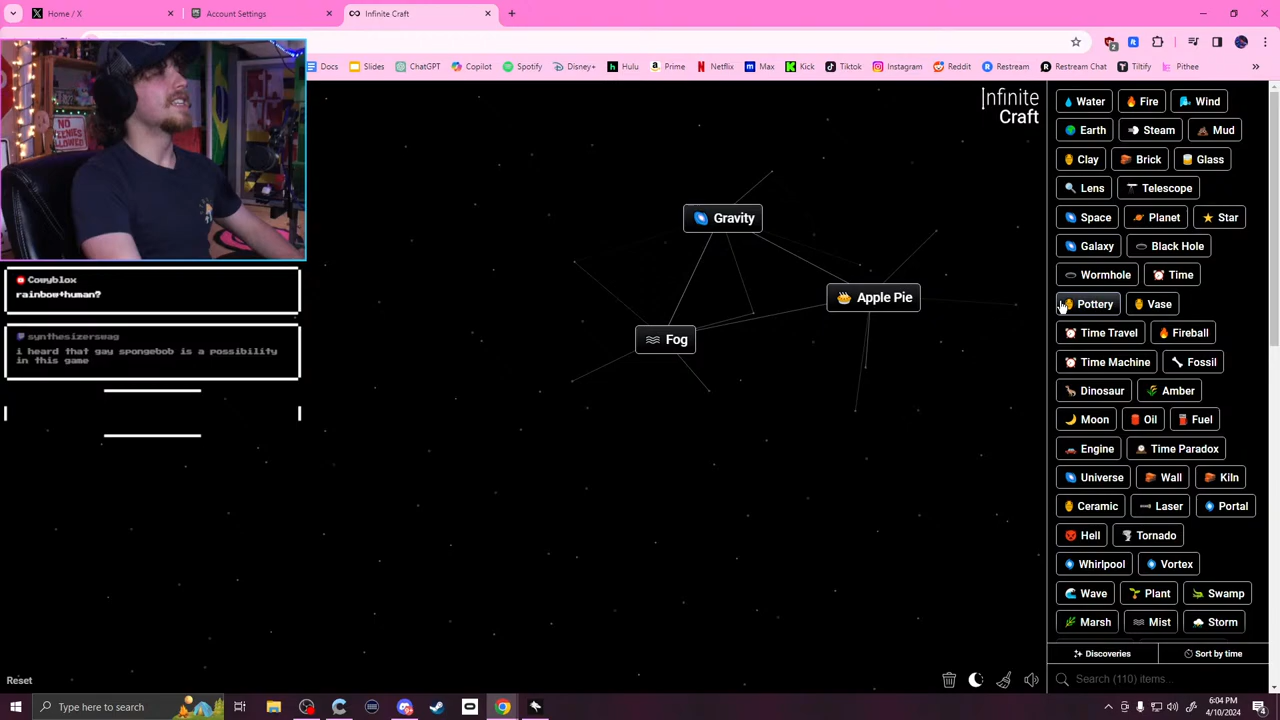 Home / X
Account Settings
Infinite Craft
Docs
Slides
ChatGPT
Copilot
Spotify
Disney+
Hulu
Prime
Netflix
Max
Kick
Tiktok
Instagram
Reddit
Restream
Restream Chat
Tiltify
Pithee
NO ENEMIES ALLOWED
Cowyblox
rainbow+human?
synthesizerswag
i heard that gay spongebob is a possibility
in this game
Infinite
Craft
Gravity
Apple Pie
Fog
Water Fire Wind
Earth Steam Mud
Clay Brick Glass
Lens Telescope
Space Planet Star
Galaxy Black Hole
Wormhole Time
Pottery Vase
Time Travel Fireball
Time Machine Fossil
Dinosaur Amber
Moon Oil Fuel
Engine Time Paradox
Universe Wall Kiln
Ceramic Laser Portal
Hell Tornado
Whirlpool Vortex
Wave Plant Swamp
Marsh Mist Storm
Discoveries Sort by time
Search (110) items...
Reset
Type here to search
6:04 PM
4/10/2024